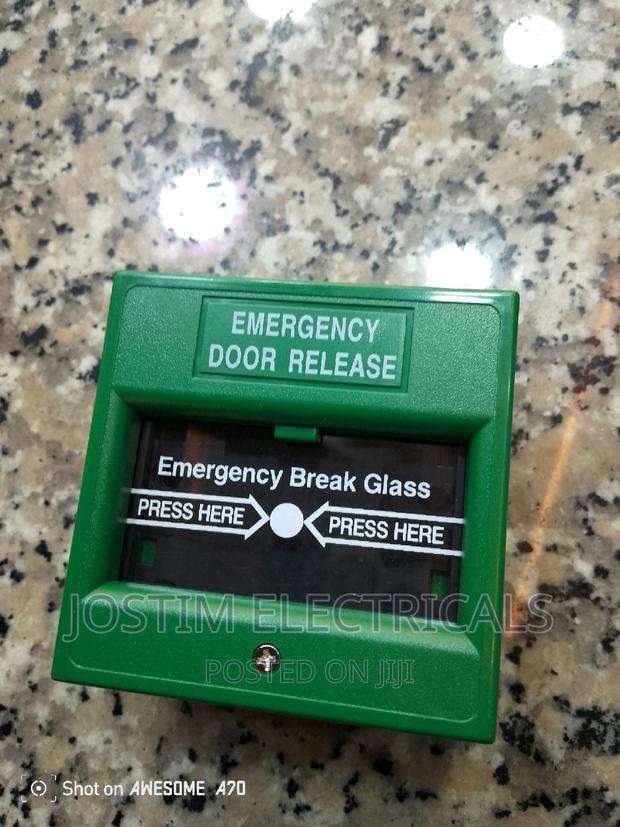 EMERGENCY
DOOR RELEASE
Emergency Break Glass
PRESS HERE PRESS HERE
JOSTIM ELECTRICALS
POSTED ON JIJI
Shot on AWESOME A70